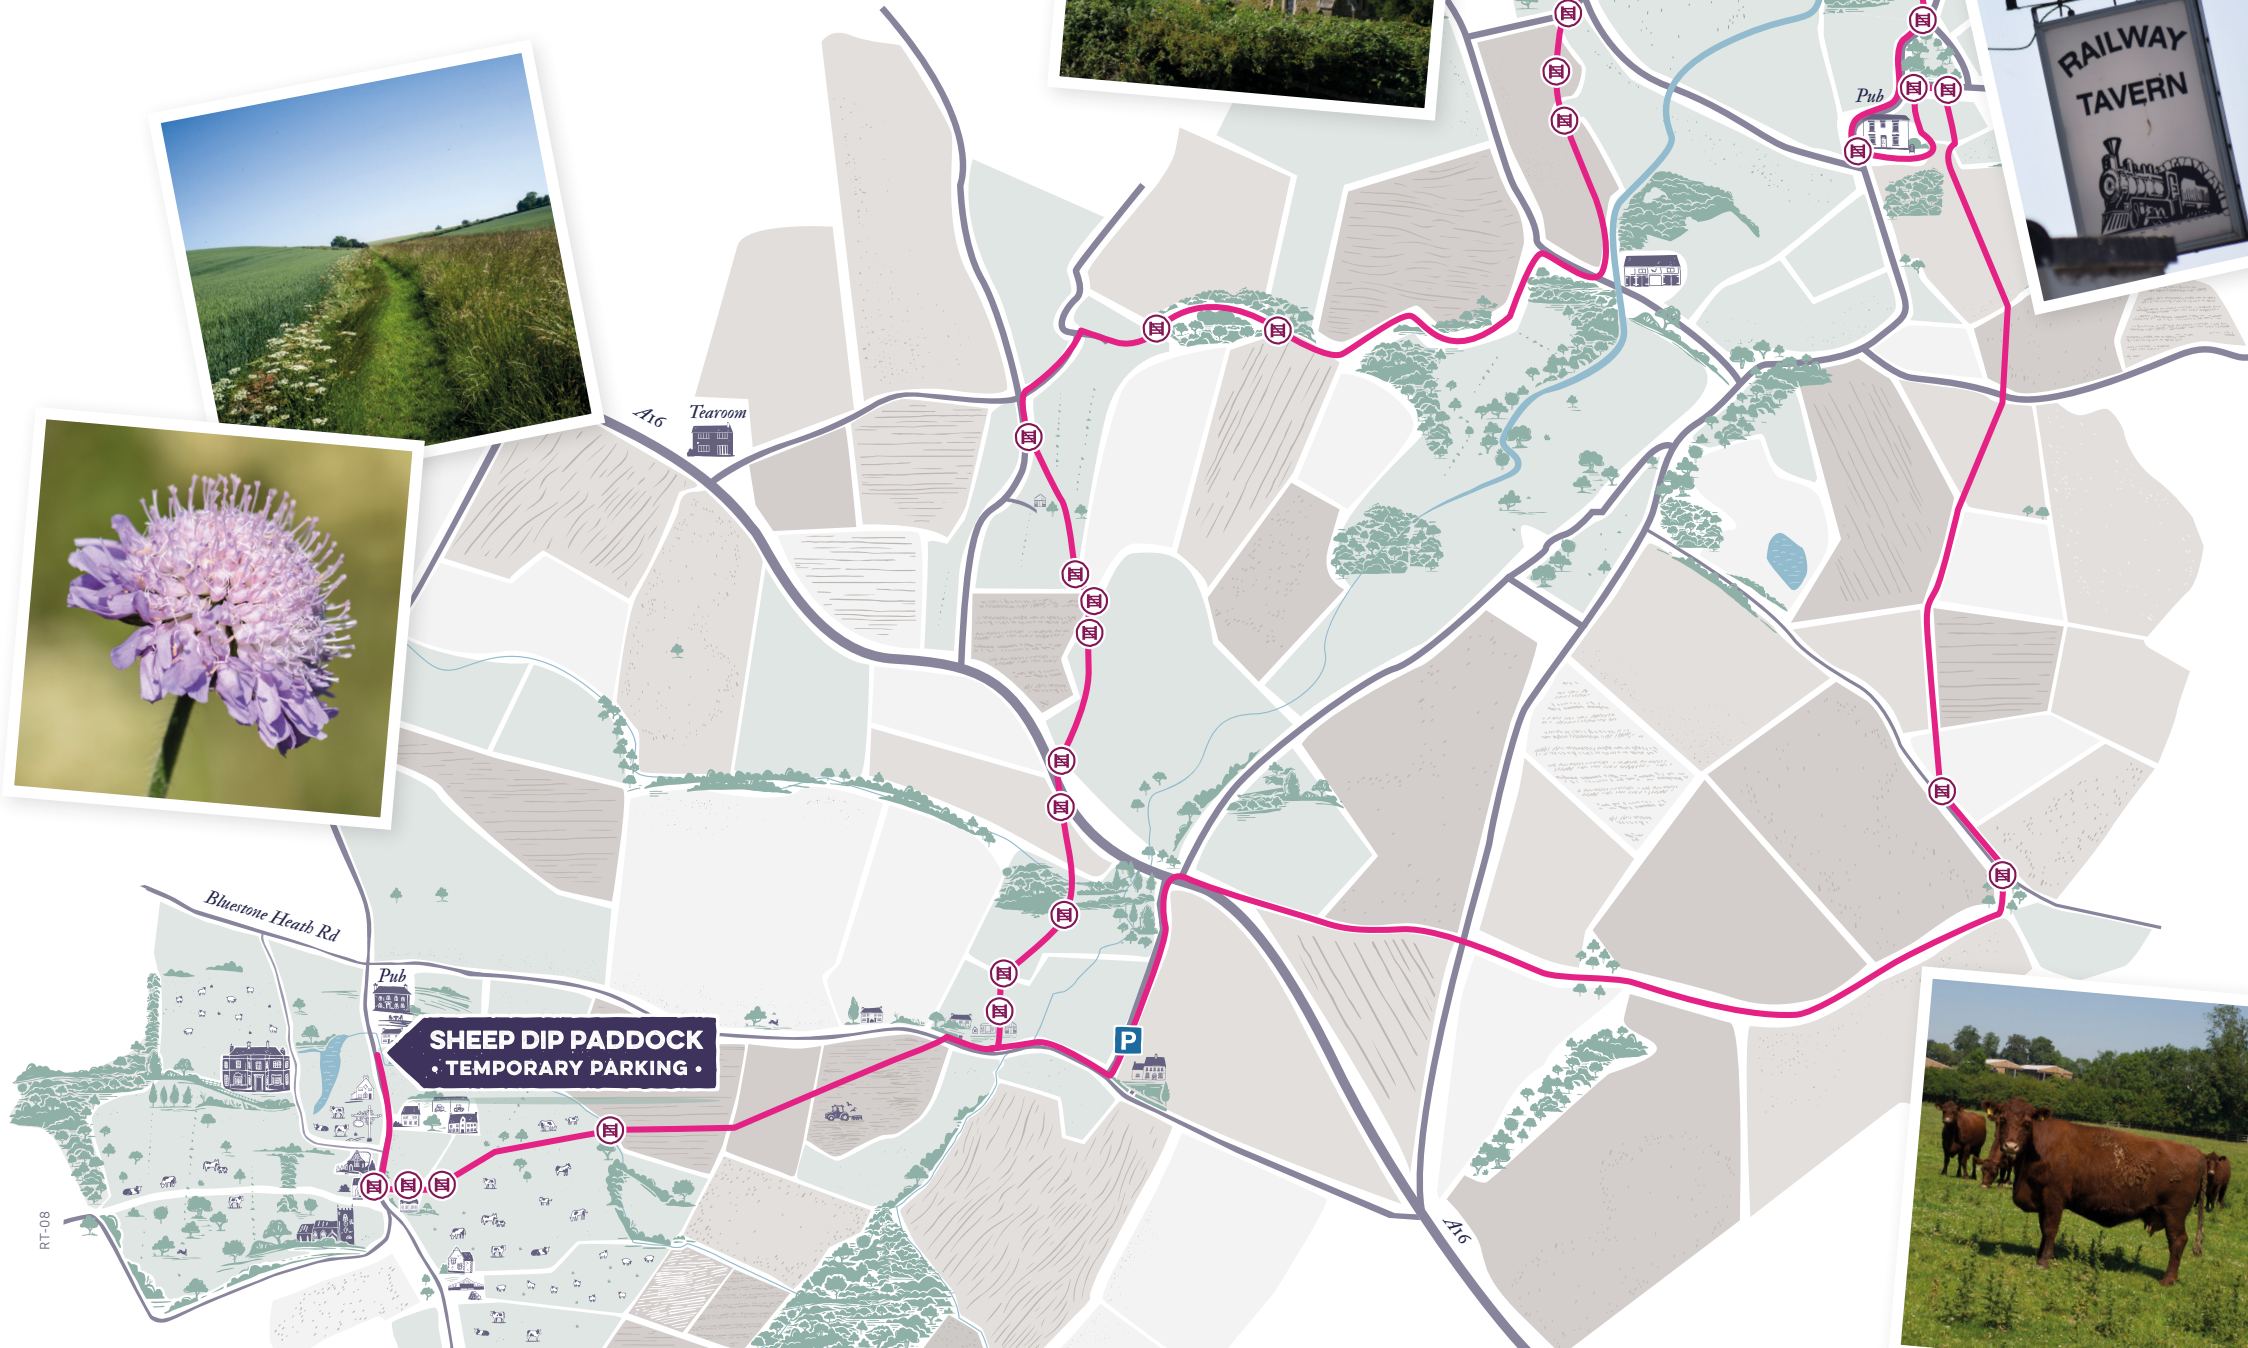 RAILWAY
TAVERN
Pub
A16
Tearoom
Bluestone Heath Rd
Pub
SHEEP DIP PADDOCK
• TEMPORARY PARKING •
P
A16
RT-08